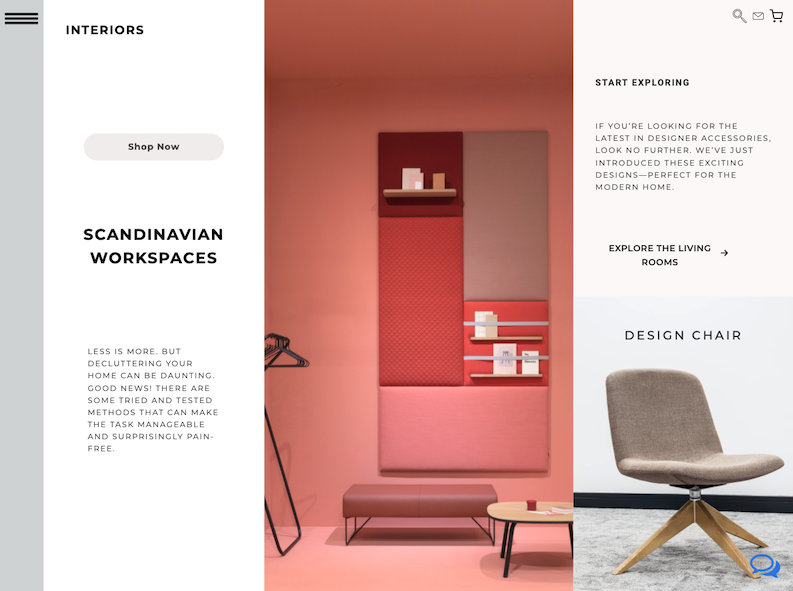 INTERIORS
Shop Now
SCANDINAVIAN
WORKSPACES
LESS IS MORE. BUT
DECLUTTERING YOUR
HOME CAN BE DAUNTING.
GOOD NEWS! THERE ARE
SOME TRIED AND TESTED
METHODS THAT CAN MAKE
THE TASK MANAGEABLE
AND SURPRISINGLY PAIN-
FREE.
START EXPLORING
IF YOU'RE LOOKING FOR THE
LATEST IN DESIGNER ACCESSORIES,
LOOK NO FURTHER. WE'VE JUST
INTRODUCED THESE EXCITING
DESIGNS—PERFECT FOR THE
MODERN HOME.
EXPLORE THE LIVING
ROOMS
DESIGN CHAIR